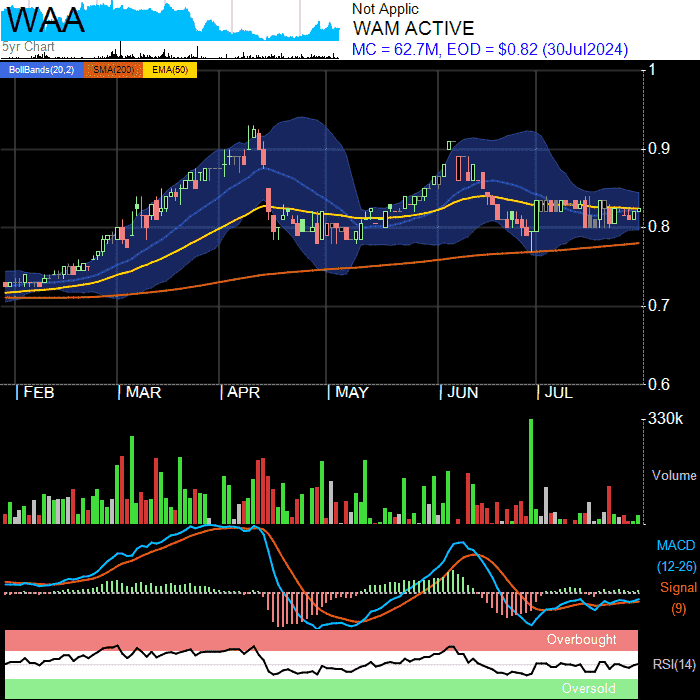 WAA
Not Applic
WAM ACTIVE
5yr Chart
MC = 62.7M, EOD = $0.82 (30Jul2024)
BollBands(20,2) SMA(200) EMA(50)
1
0.9
0.8
0.7
0.6
FEB MAR APR MAY JUN JUL
330k
Volume
MACD
(12-26)
Signal
(9)
Overbought
RSI(14)
Oversold